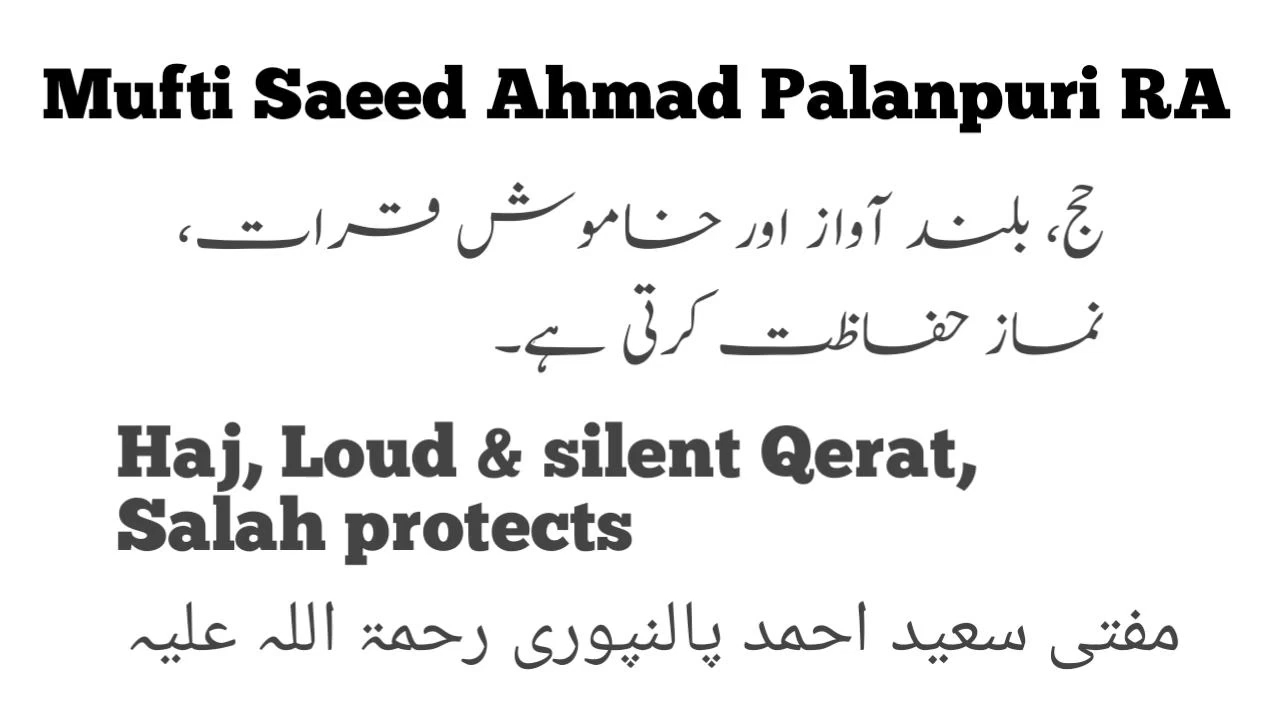 Mufti Saeed Ahmad Palanpuri RA
حج، بلند آواز اور خاموش قرات،
نماز حفاظت کرتی ہے۔
Haj, Loud & silent Qerat,
Salah protects
مفتی سعید احمد پالنپوری رحمۃ اللہ علیہ